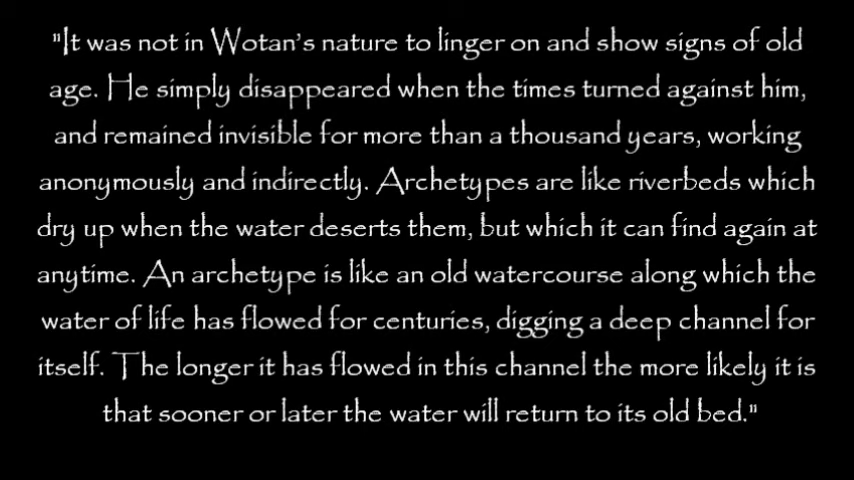 "It was not in Wotan's nature to linger on and show signs of old
age. He simply disappeared when the times turned against him,
and remained invisible for more than a thousand years, working
anonymously and indirectly. Archetypes are like riverbeds which
dry up when the water deserts them, but which it can find again at
anytime. An archetype is like an old watercourse along which the
water of life has flowed for centuries, digging a deep channel for
itself. The longer it has flowed in this channel the more likely it is
that sooner or later the water will return to its old bed."